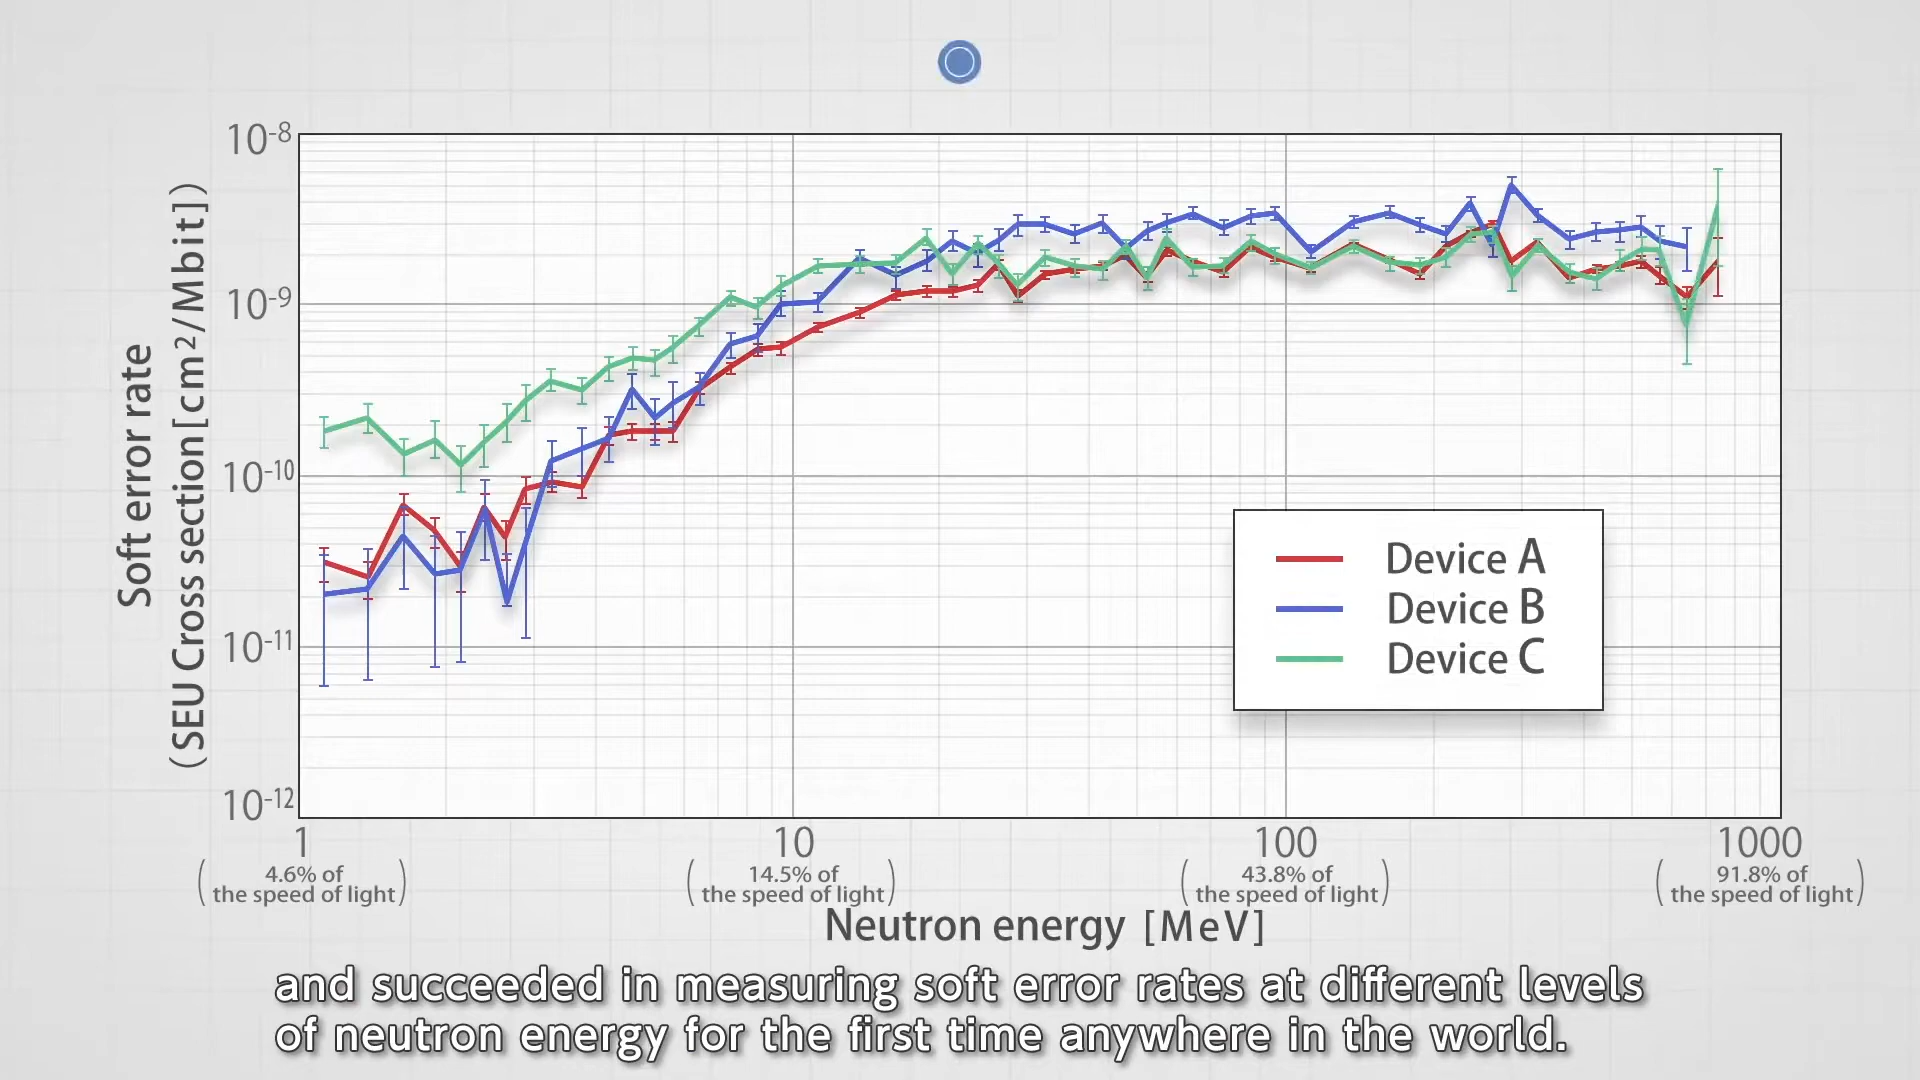 10-8
10-9
10-10
10-11
10-12
Soft error rate
(SEU Cross section[cm2/Mbit])
Device A
Device B
Device C
1
10
100
1000
(4.6% of
the speed of light)
(14.5% of
the speed of light)
(43.8% of
the speed of light)
(91.8% of
the speed of light)
Neutron energy [MeV]
and succeeded in measuring soft error rates at different levels
of neutron energy for the first time anywhere in the world.